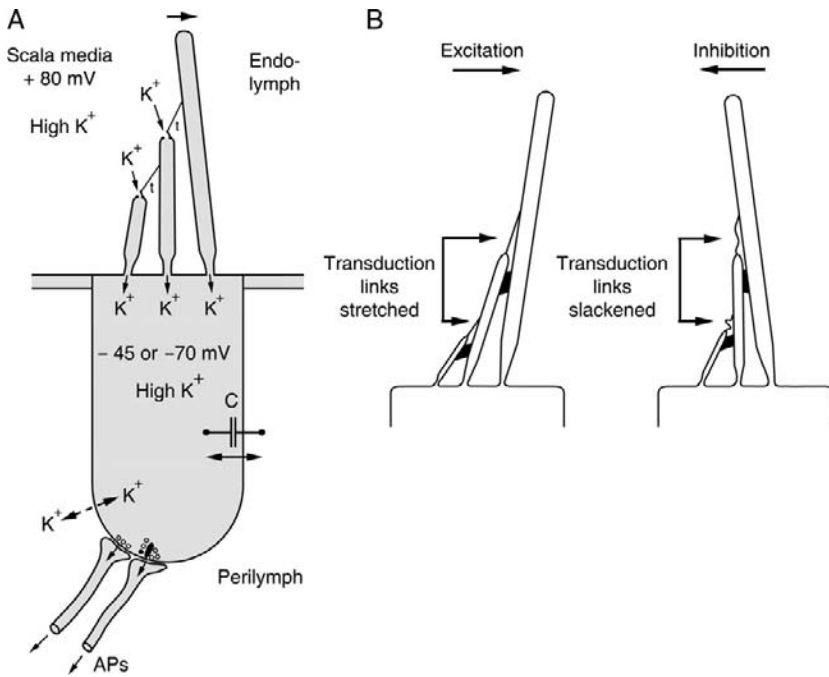 A
Scala media
+ 80 mV
High K⁺
Endo-
lymph
K⁺
t
K⁺
t
K⁺ K⁺ K⁺
– 45 or –70 mV
High K⁺
C
K⁺
K⁺
Perilymph
APs
B
Excitation
Transduction
links
stretched
Inhibition
Transduction
links
slackened